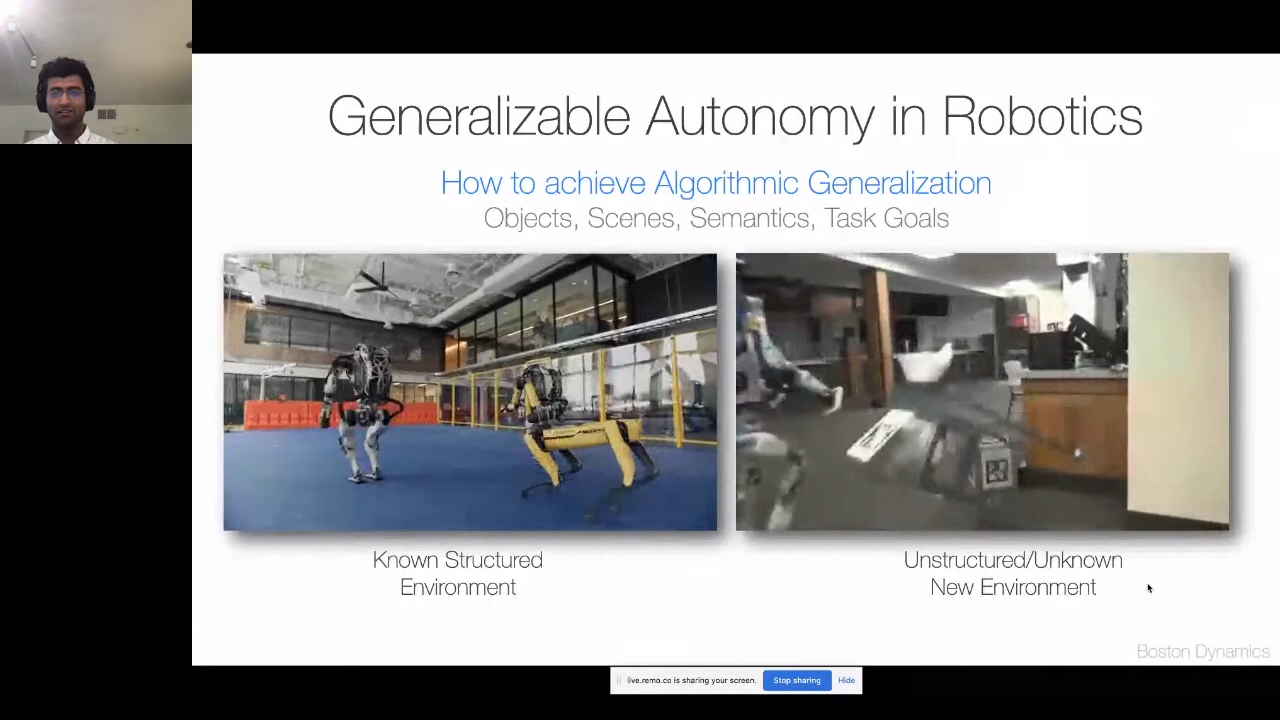 Generalizable Autonomy in Robotics
How to achieve Algorithmic Generalization
Objects, Scenes, Semantics, Task Goals
Known Structured
Environment
Unstructured/Unknown
New Environment
Boston Dynamics
live.remo.co is sharing your screen.
Stop sharing
Hide